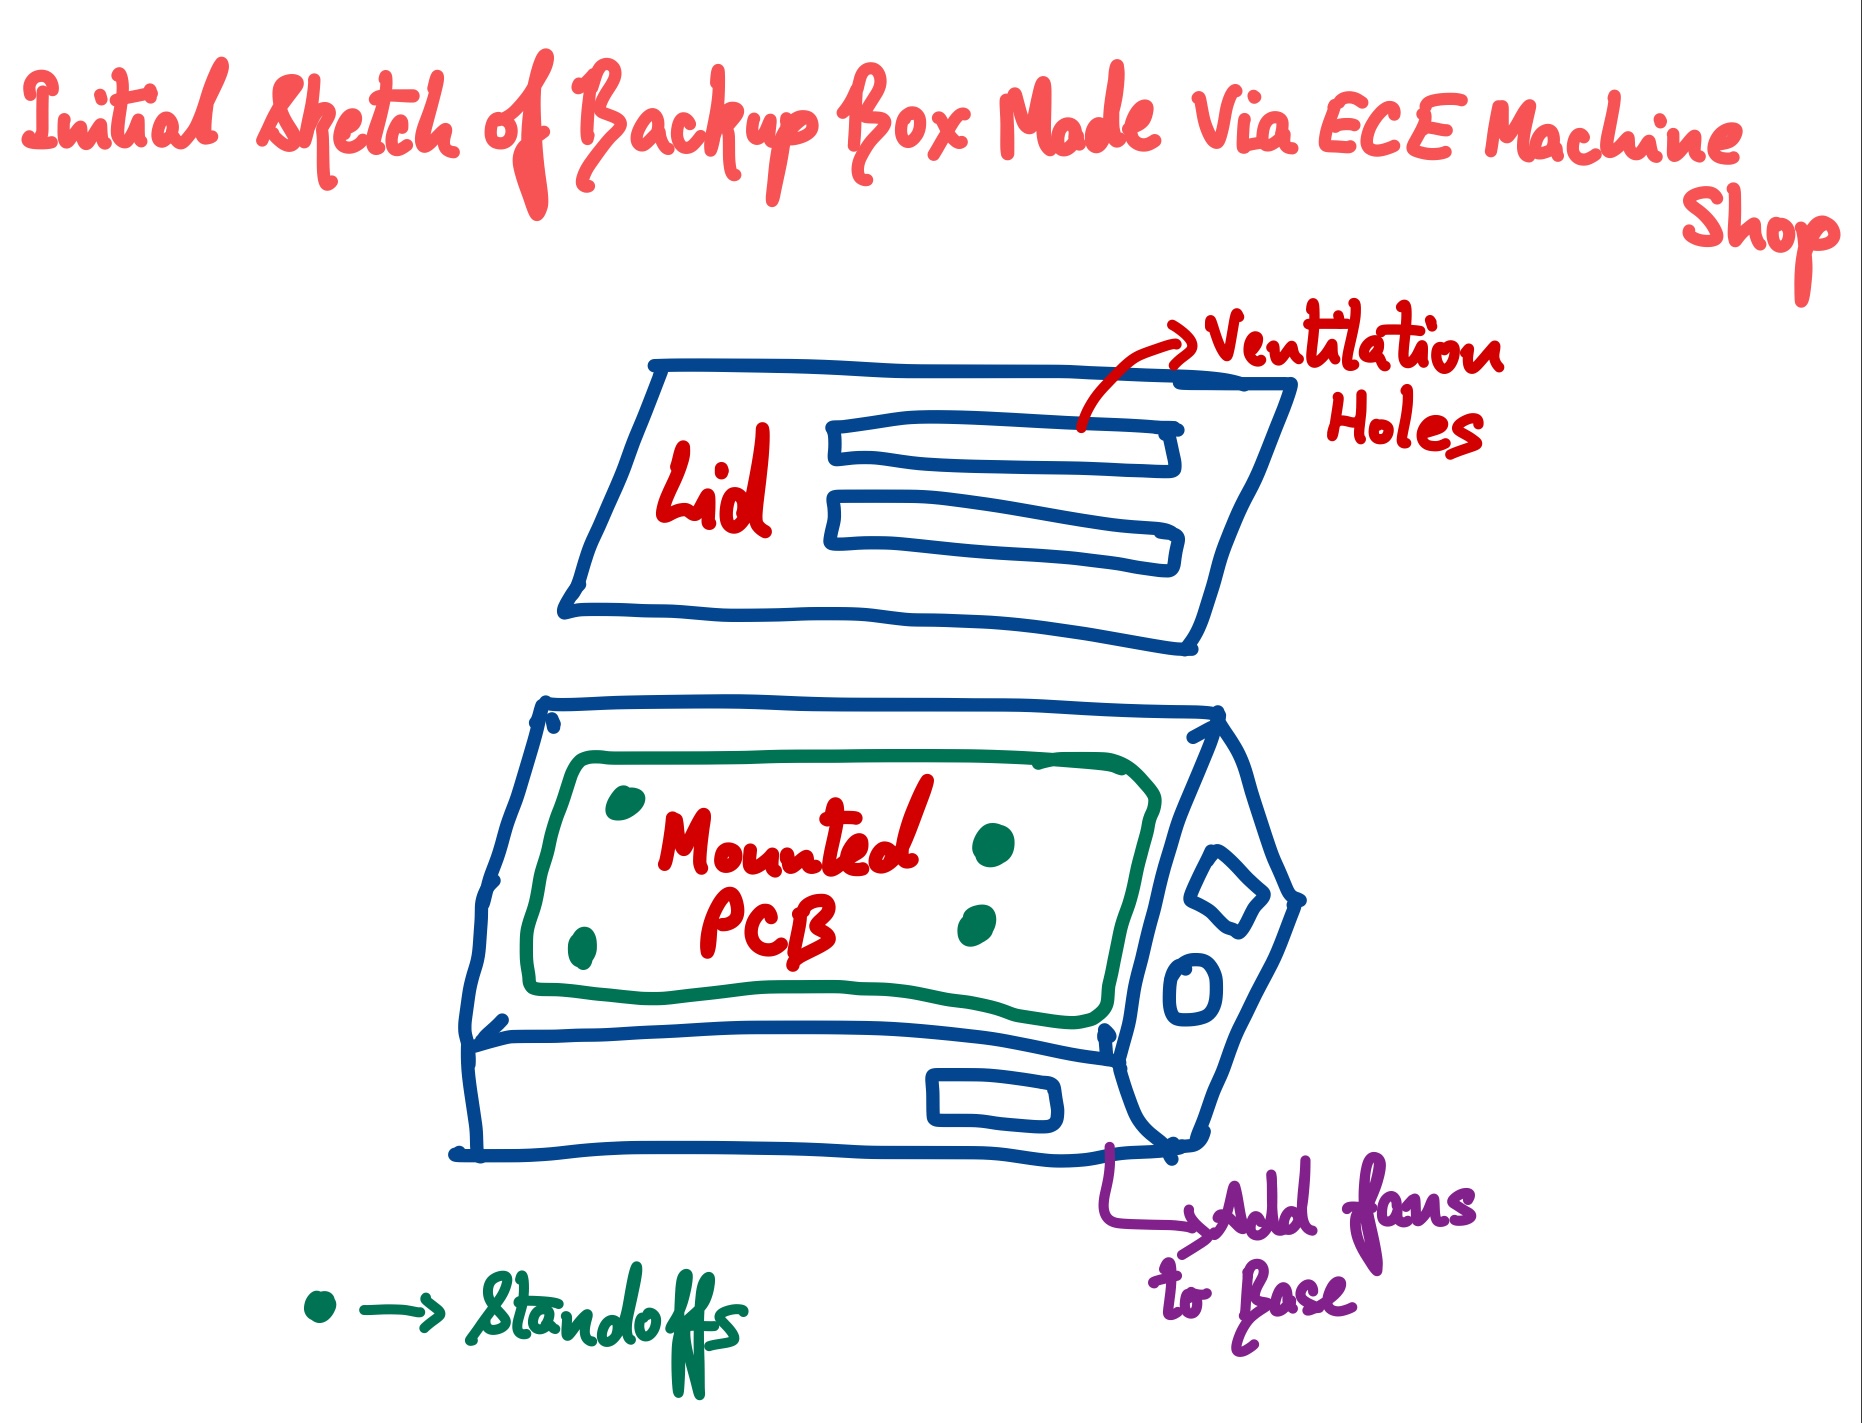 Initial Sketch of Backup Box Made Via ECE Machine
Shop
Ventilation
Holes
Lid
Mounted
PCB
Add fans
to Base
Standoffs